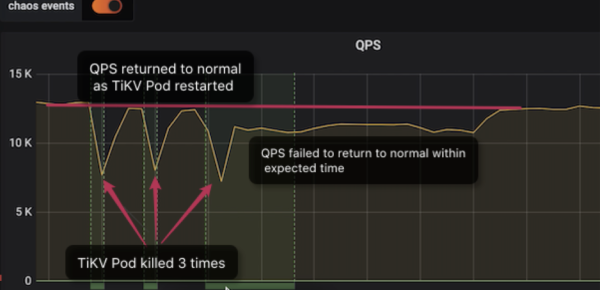 chaos events
QPS
15 K
QPS returned to normal
as TiKV Pod restarted
10 K
QPS failed to return to normal within
expected time
5 K
TiKV Pod killed 3 times
0